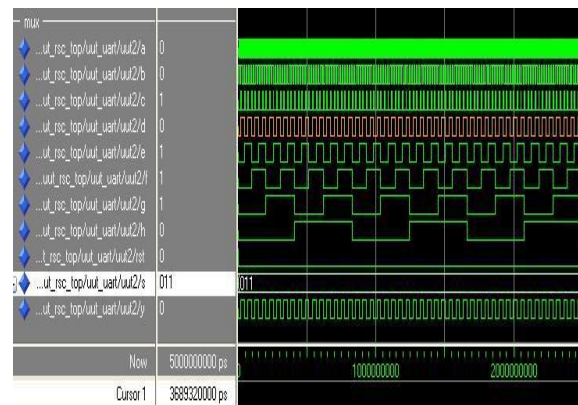 mux
...ut_rsc_top/uut_uart/uut2/a 0
...ut_rsc_top/uut_uart/uut2/b 0
...ut_rsc_top/uut_uart/uut2/c 1
...ut_rsc_top/uut_uart/uut2/d 0
...ut_rsc_top/uut_uart/uut2/e 1
...uut_rsc_top/uut_uart/uut2/f 1
...ut_rsc_top/uut_uart/uut2/g 1
...ut_rsc_top/uut_uart/uut2/h 0
...t_rsc_top/uut_uart/uut2/rst 0
...ut_rsc_top/uut_uart/uut2/s 011 011
...ut_rsc_top/uut_uart/uut2/y 0
Now 5000000000 ps 1000000000 2000000000
Cursor 1 3689320000 ps